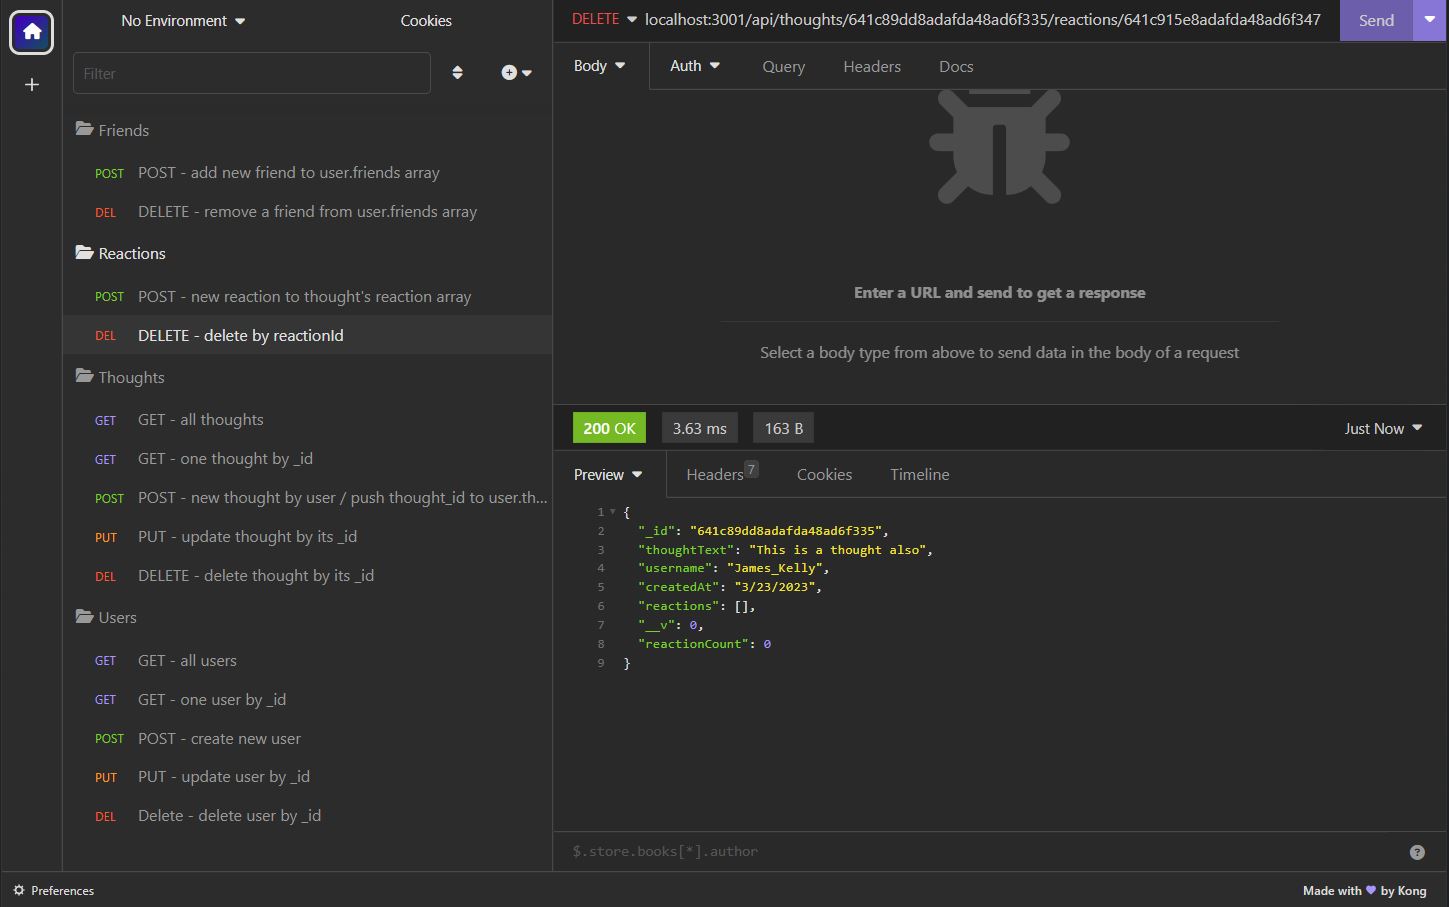 No Environment
Cookies
Filter
Friends
POST POST - add new friend to user.friends array
DEL DELETE - remove a friend from user.friends array
Reactions
POST POST - new reaction to thought's reaction array
DEL DELETE - delete by reactionId
Thoughts
GET GET - all thoughts
GET GET - one thought by _id
POST POST - new thought by user / push thought_id to user.th...
PUT PUT - update thought by its _id
DEL DELETE - delete thought by its _id
Users
GET GET - all users
GET GET - one user by _id
POST POST - create new user
PUT PUT - update user by _id
DEL Delete - delete user by _id
DELETE localhost:3001/api/thoughts/641c89dd8adafda48ad6f335/reactions/641c915e8adafda48ad6f347 Send
Body Auth Query Headers Docs
Enter a URL and send to get a response
Select a body type from above to send data in the body of a request
200 OK 3.63 ms 163 B Just Now
Preview Headers 7 Cookies Timeline
1 {
2 "_id": "641c89dd8adafda48ad6f335",
3 "thoughtText": "This is a thought also",
4 "username": "James_Kelly",
5 "createdAt": "3/23/2023",
6 "reactions": [],
7 "__v": 0,
8 "reactionCount": 0
9 }
$.store.books[*].author ?
Preferences
Made with by Kong